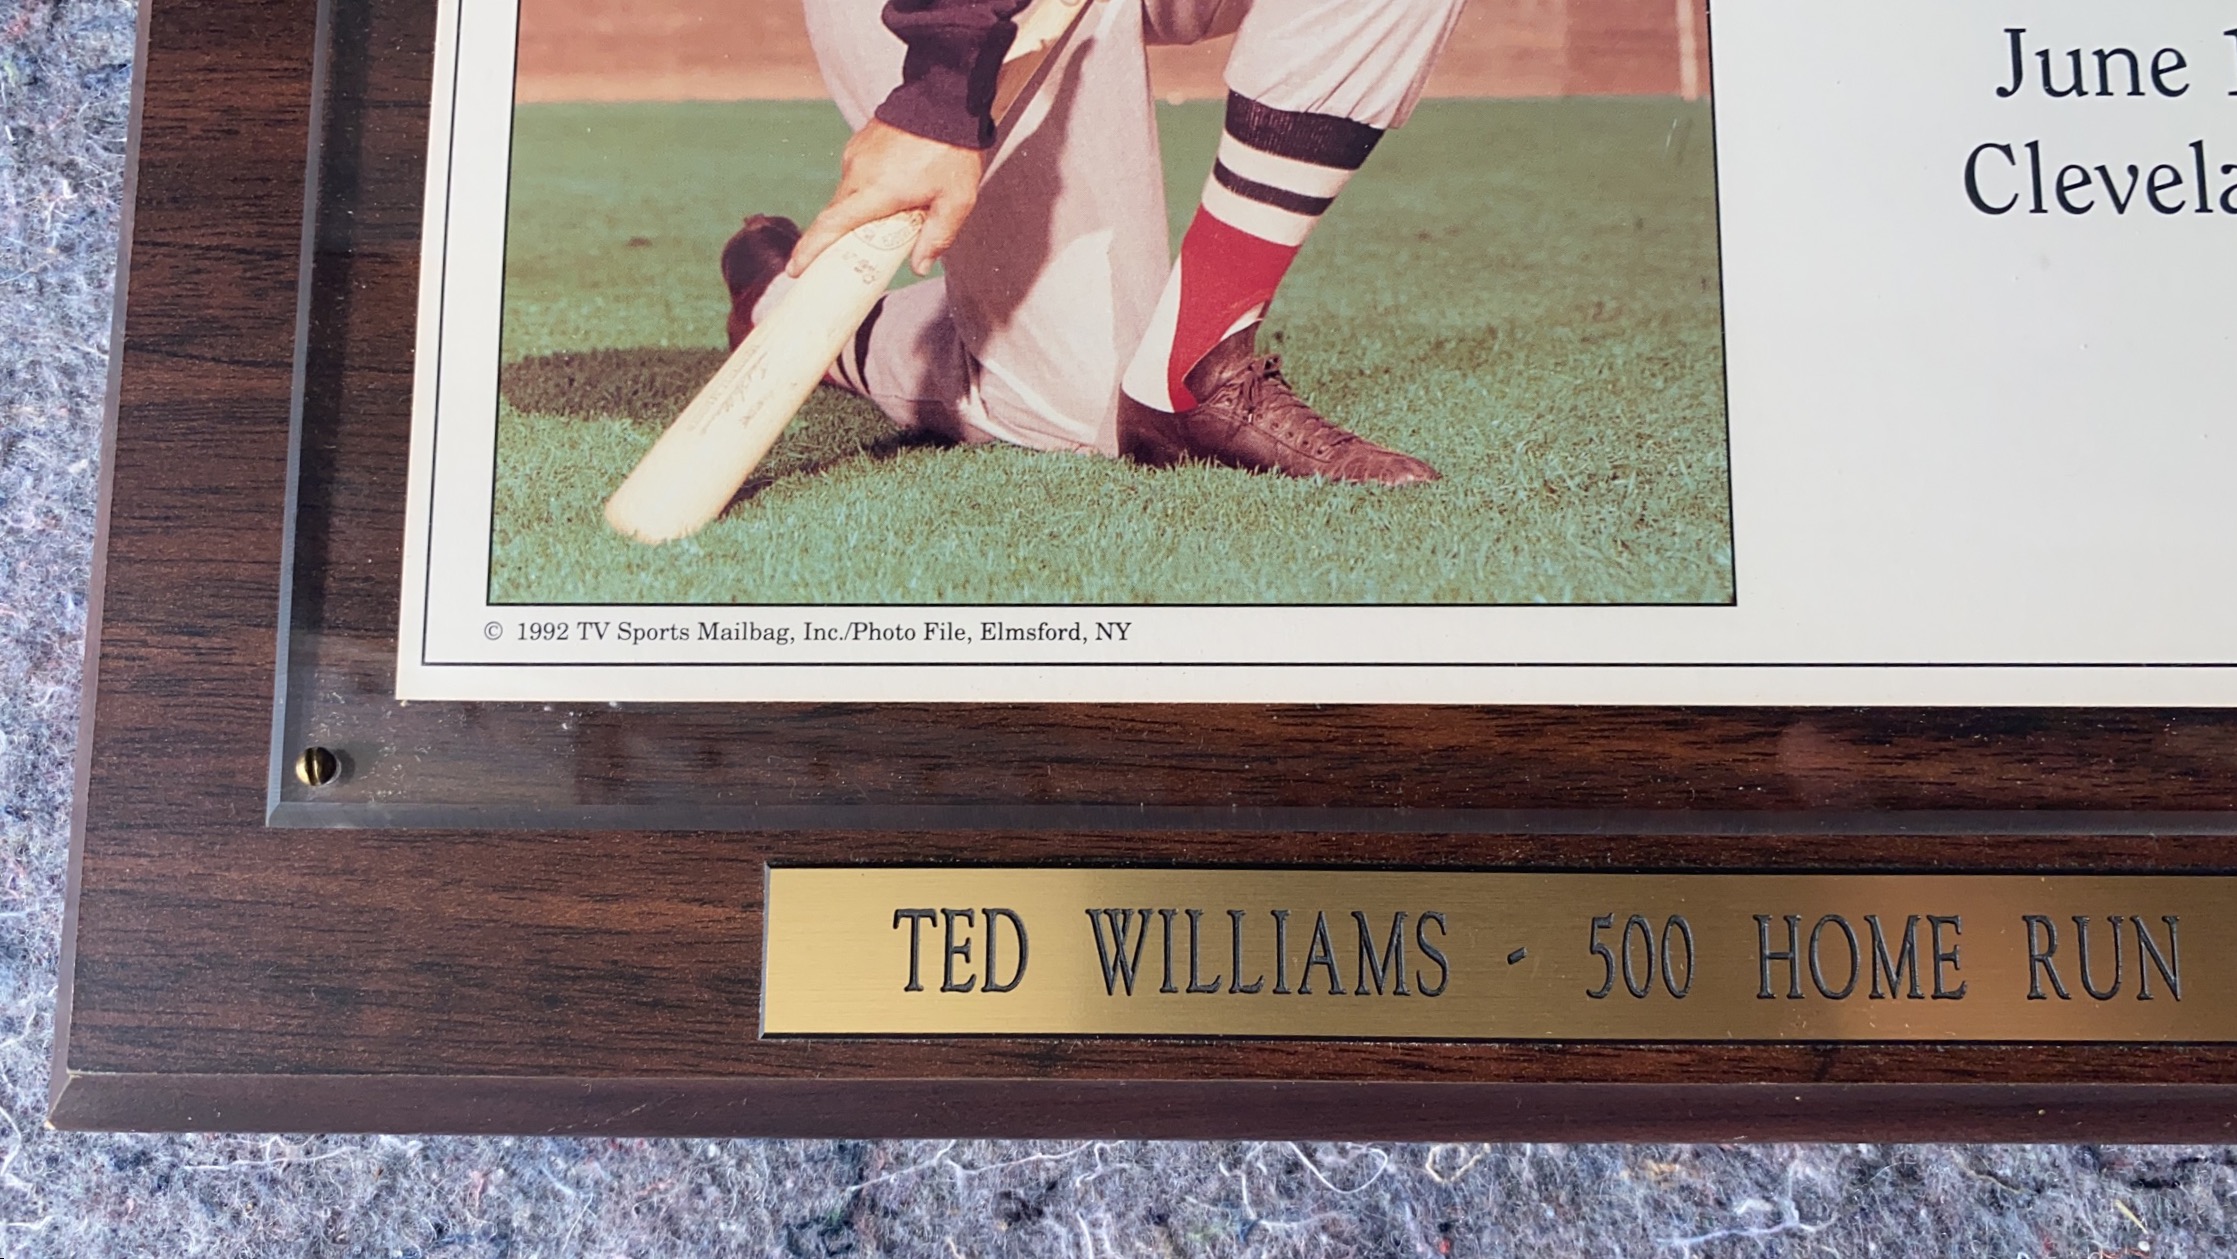 June
Clevela
© 1992 TV Sports Mailbag, Inc./Photo File, Elmsford, NY
TED WILLIAMS - 500 HOME RUN